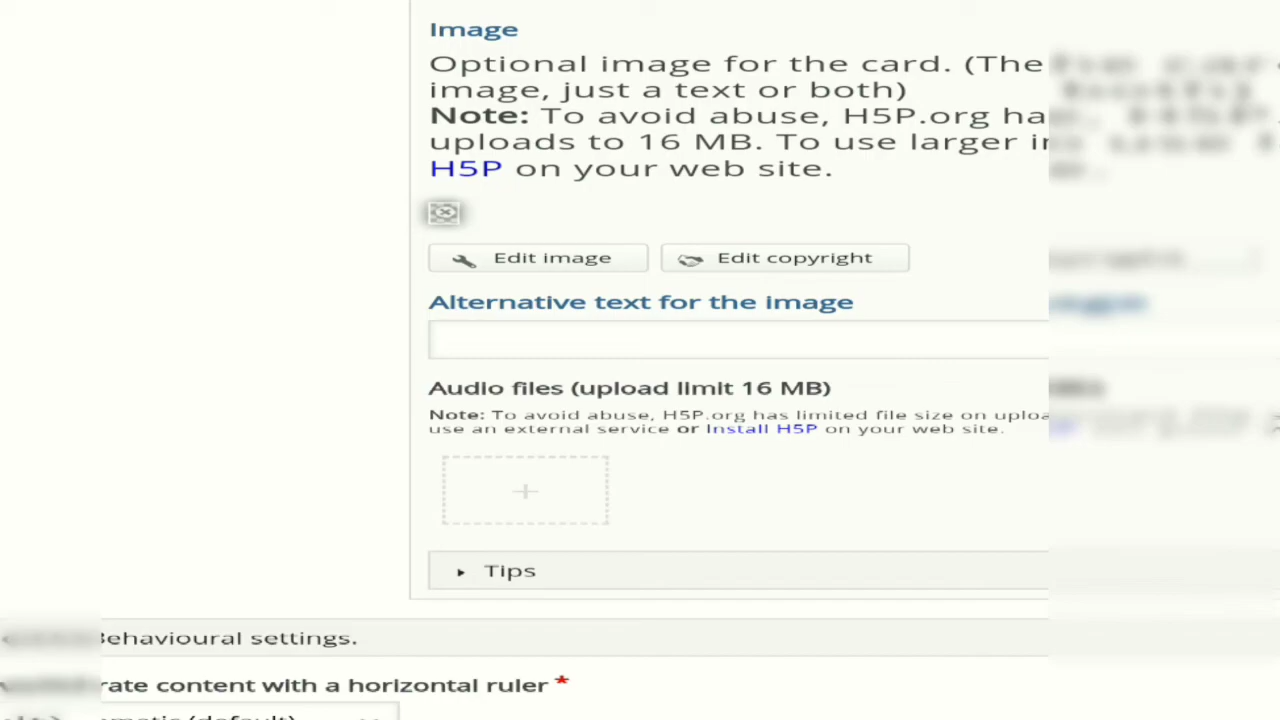 Image
Optional image for the card. (The
image, just a text or both)
Note: To avoid abuse, H5P.org ha
uploads to 16 MB. To use larger in
H5P on your web site.
Edit image
Edit copyright
Alternative text for the image
Audio files (upload limit 16 MB)
Note: To avoid abuse, H5P.org has limited file size on uploa
use an external service or Install H5P on your web site.
+
Tips
Behavioural settings.
rate content with a horizontal ruler *
matic (default)